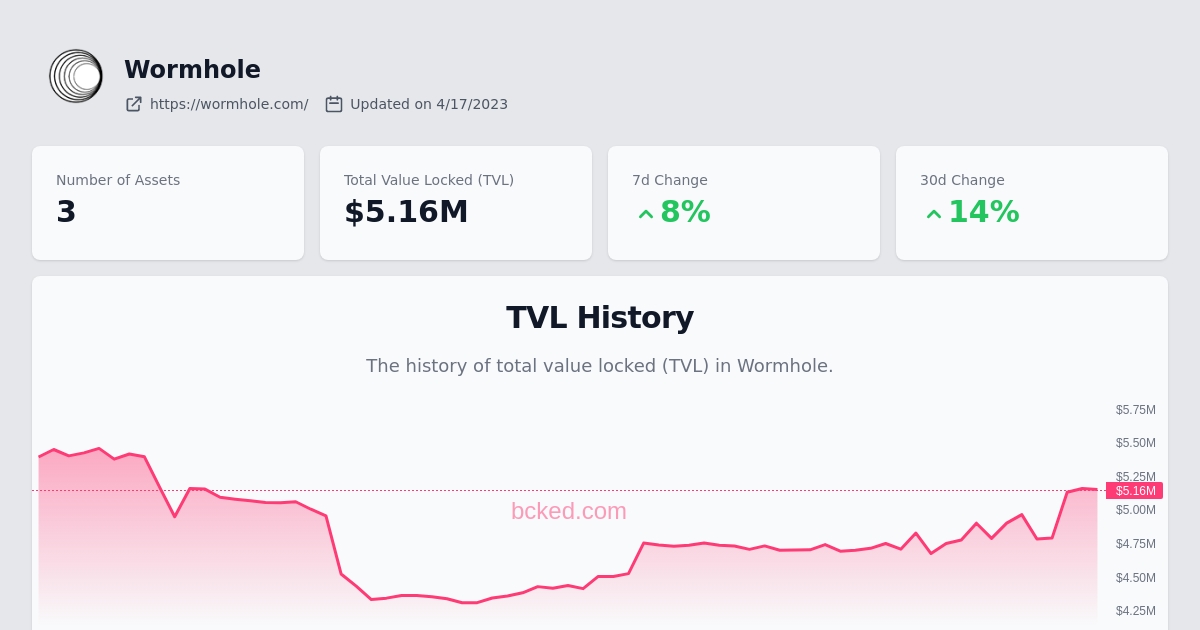 Wormhole
https://wormhole.com/ Updated on 4/17/2023
Number of Assets
3
Total Value Locked (TVL)
$5.16M
7d Change
8%
30d Change
14%
TVL History
The history of total value locked (TVL) in Wormhole.
$5.75M
$5.50M
$5.25M
$5.16M
bcked.com
$5.00M
$4.75M
$4.50M
$4.25M